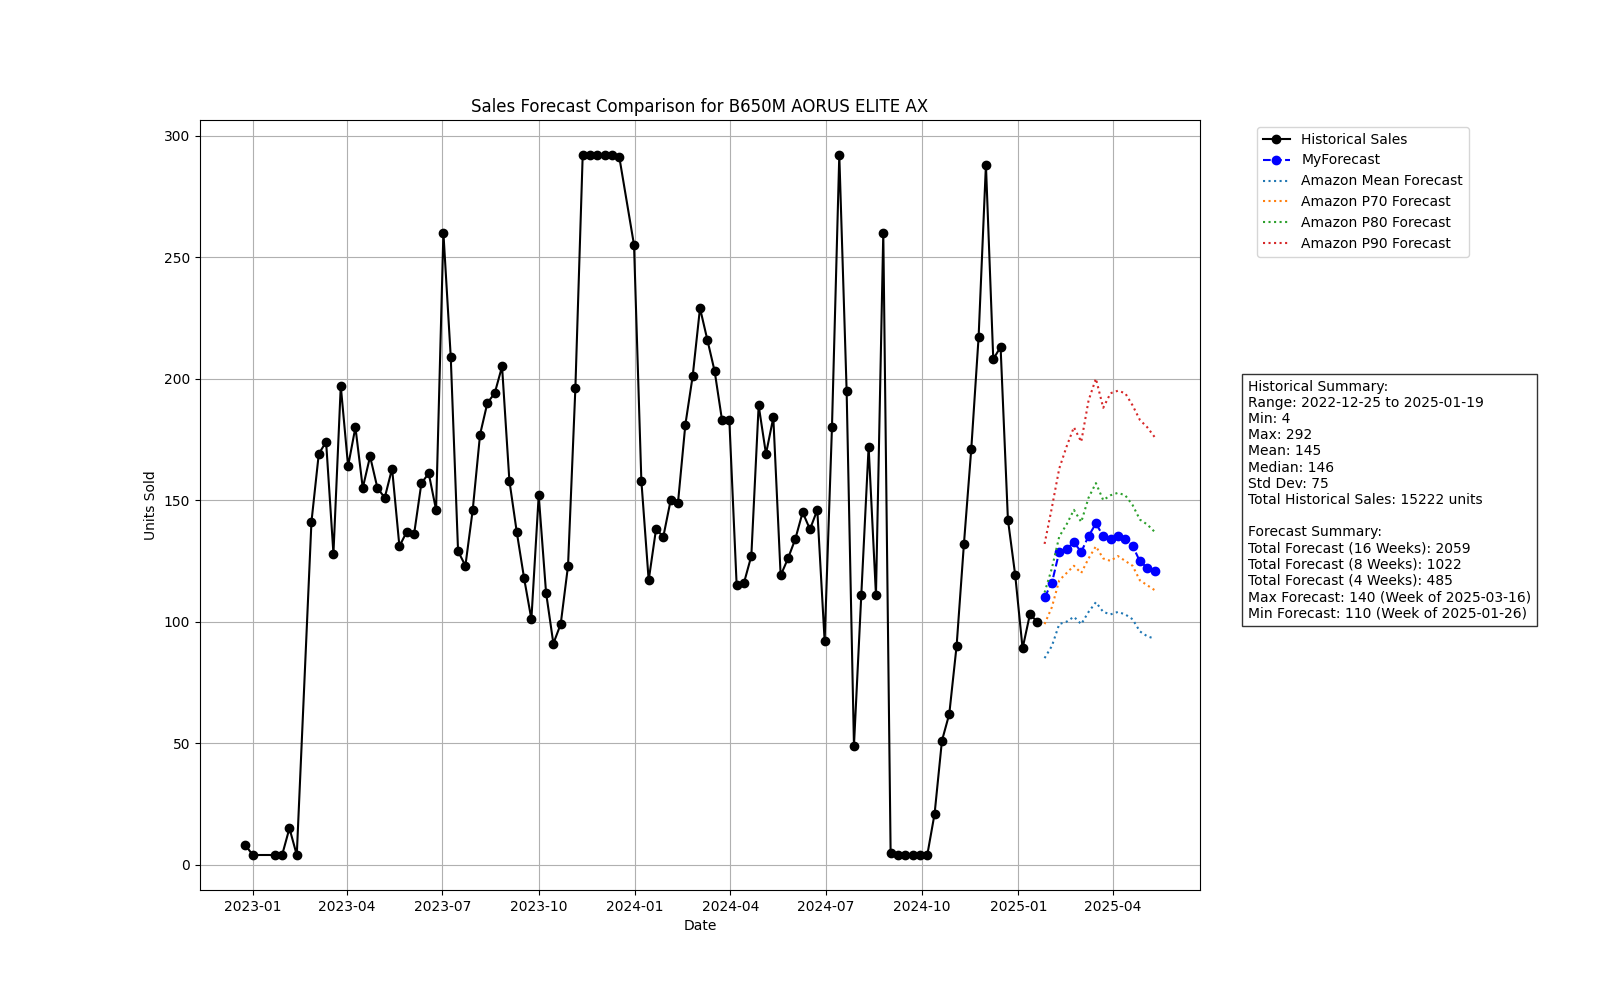 Sales Forecast Comparison for B650M AORUS ELITE AX
Historical Sales
MyForecast
Amazon Mean Forecast
Amazon P70 Forecast
Amazon P80 Forecast
Amazon P90 Forecast
300
250
200
150
100
50
0
Units Sold
Historical Summary:
Range: 2022-12-25 to 2025-01-19
Min: 4
Max: 292
Mean: 145
Median: 146
Std Dev: 75
Total Historical Sales: 15222 units
Forecast Summary:
Total Forecast (16 Weeks): 2059
Total Forecast (8 Weeks): 1022
Total Forecast (4 Weeks): 485
Max Forecast: 140 (Week of 2025-03-16)
Min Forecast: 110 (Week of 2025-01-26)
2023-01 2023-04 2023-07 2023-10 2024-01 2024-04 2024-07 2024-10 2025-01 2025-04
Date